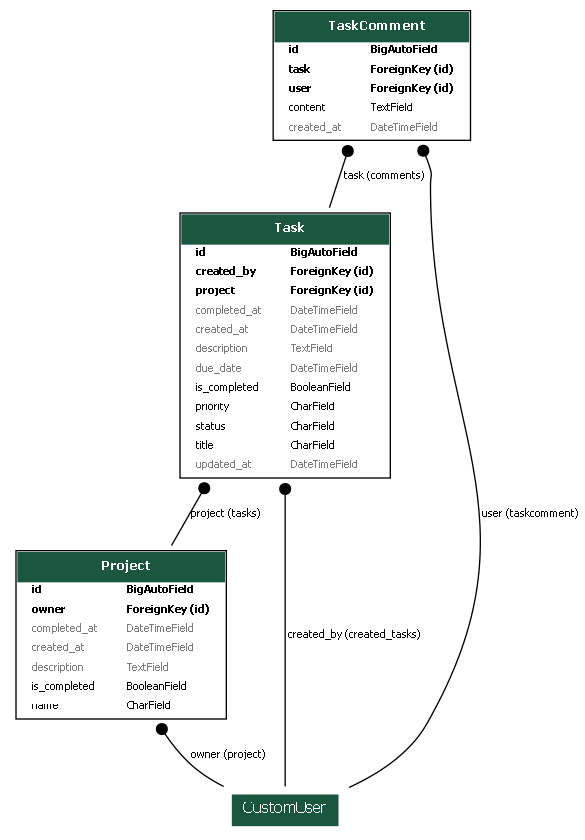 TaskComment
id BigAutoField
task ForeignKey (id)
user ForeignKey (id)
content TextField
created_at DateTimeField
task (comments)
Task
id BigAutoField
created_by ForeignKey (id)
project ForeignKey (id)
completed_at DateTimeField
created_at DateTimeField
description TextField
due_date DateTimeField
is_completed BooleanField
priority CharField
status CharField
title CharField
updated_at DateTimeField
project (tasks)
user (taskcomment)
Project
id BigAutoField
owner ForeignKey (id)
completed_at DateTimeField
created_at DateTimeField
description TextField
is_completed BooleanField
name CharField
created_by (created_tasks)
owner (project)
CustomUser